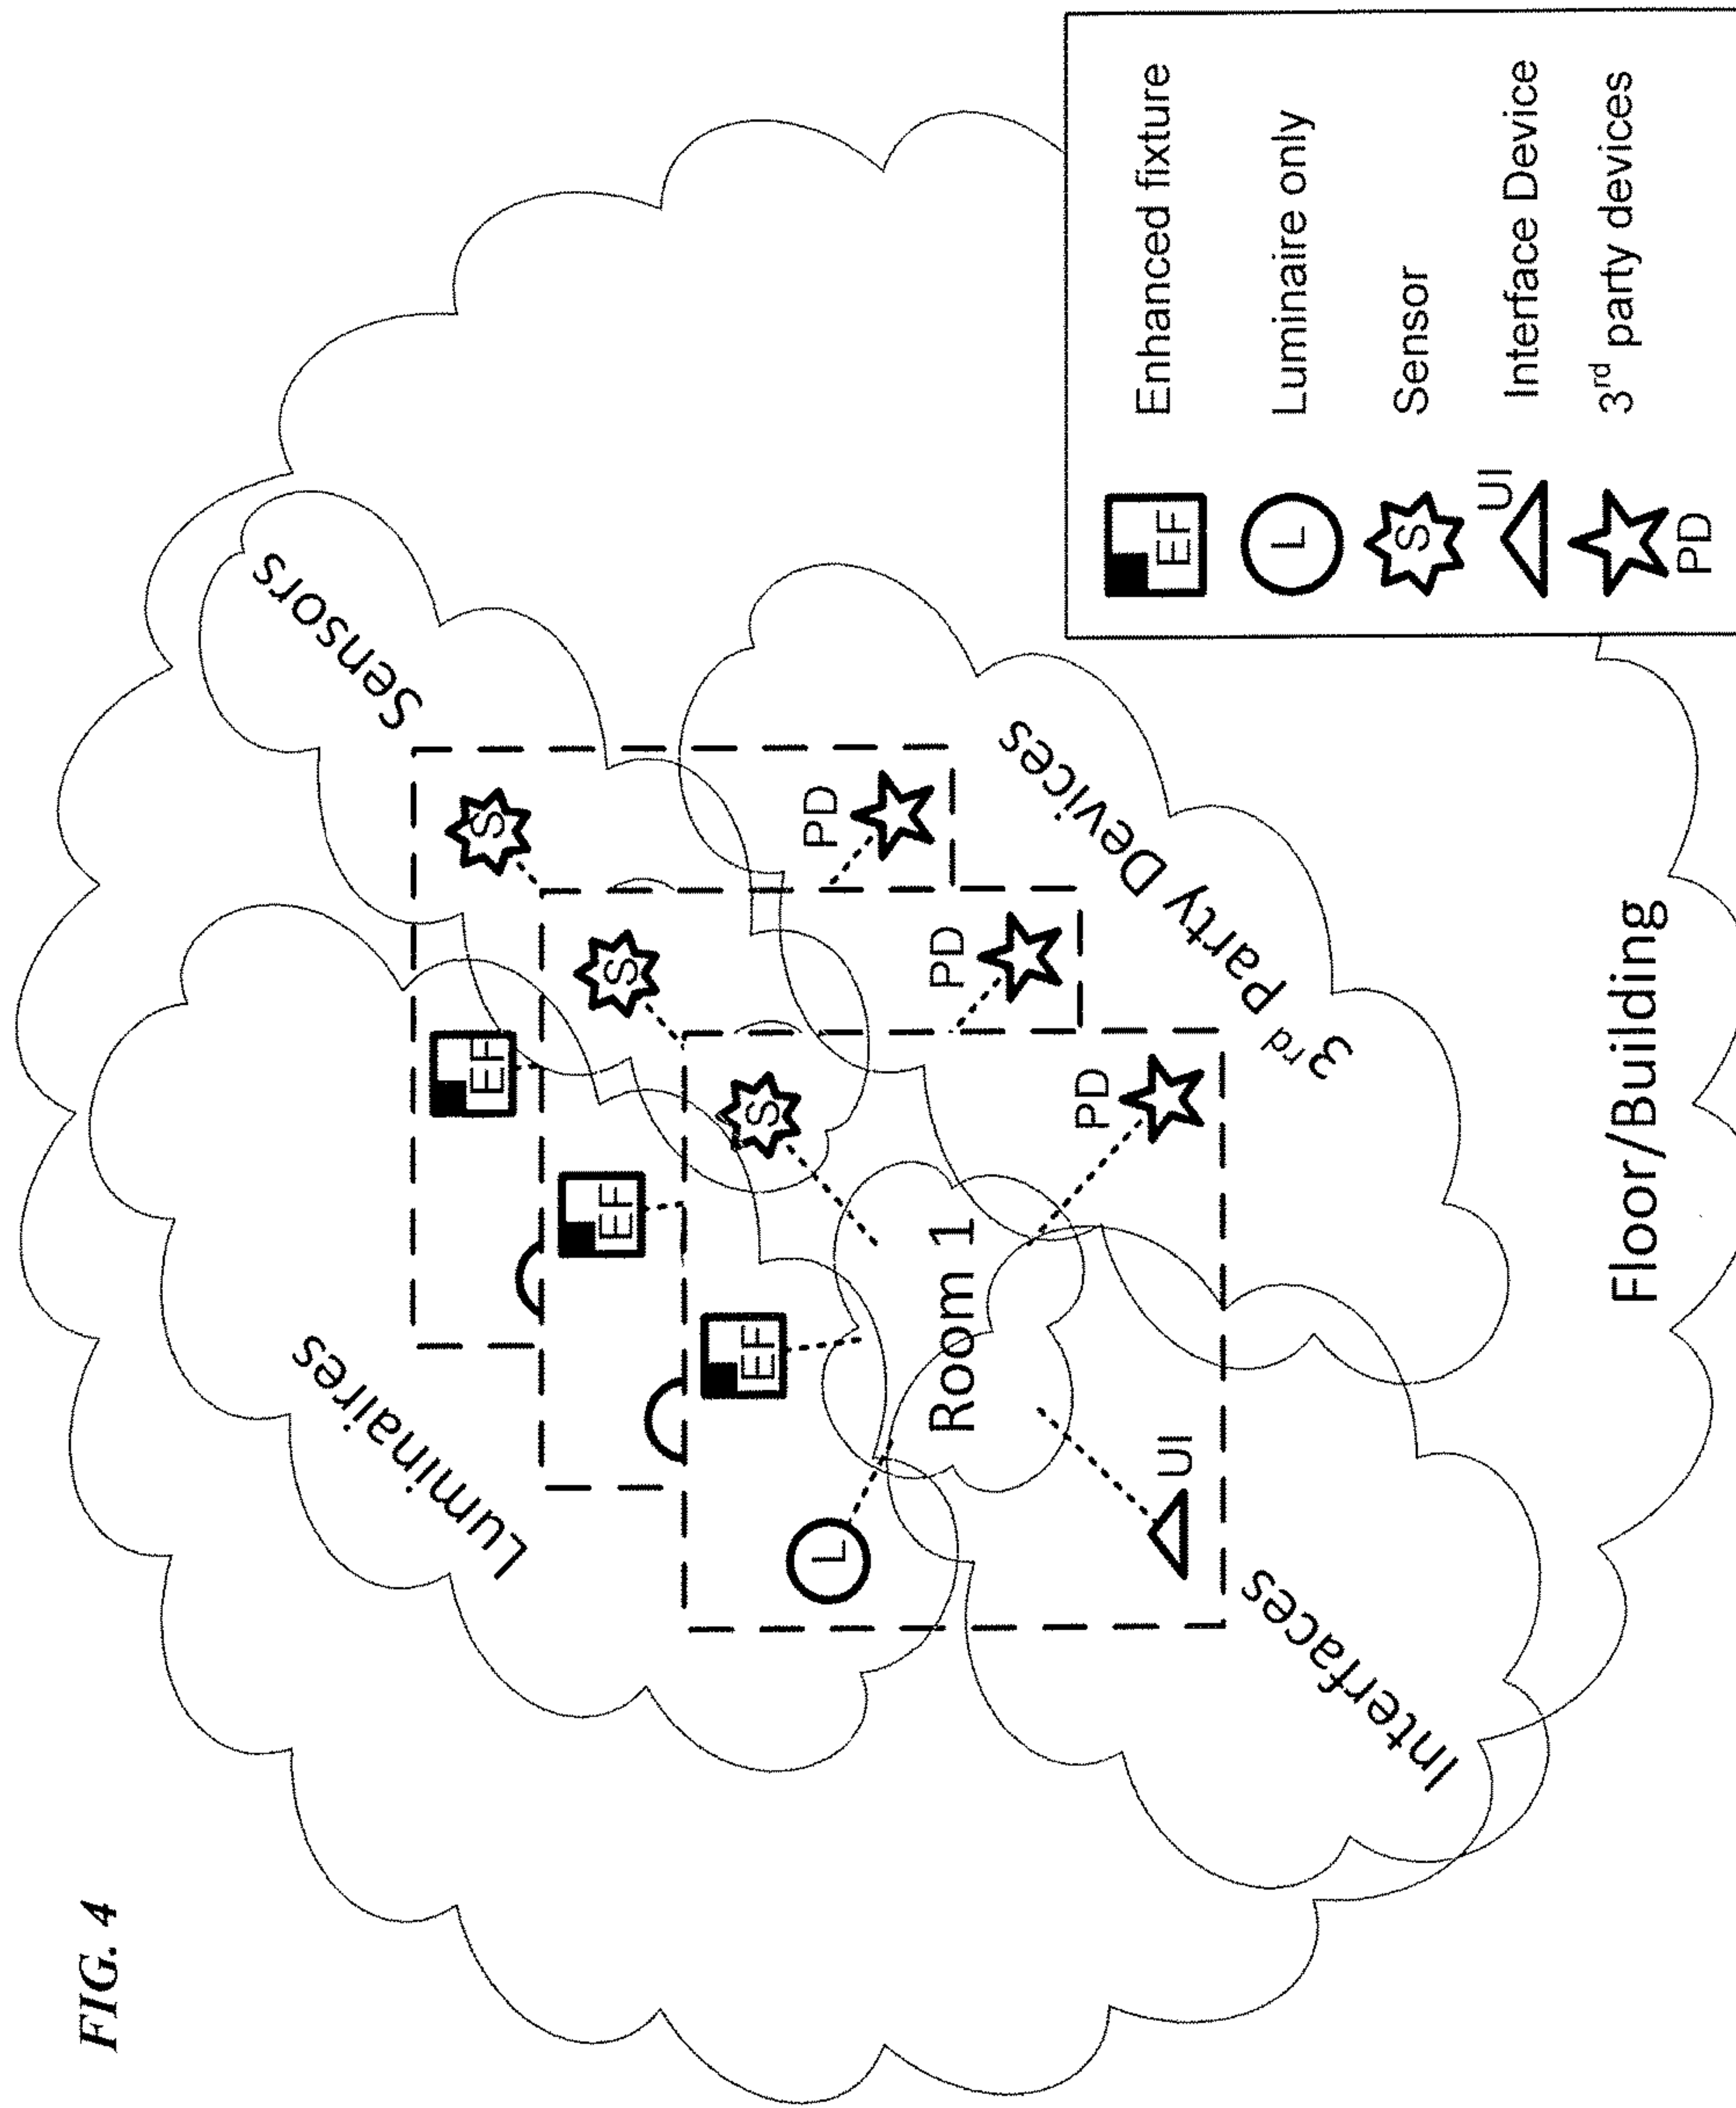 FIG. 4
Luminaires
Sensors
EF
S
EF
S
EF
S
L
Room 1
PD
PD
PD
UI
Interfaces
3rd Party Devices
Floor/Building
EF Enhanced fixture
L Luminaire only
S Sensor
UI Interface Device
PD 3rd party devices